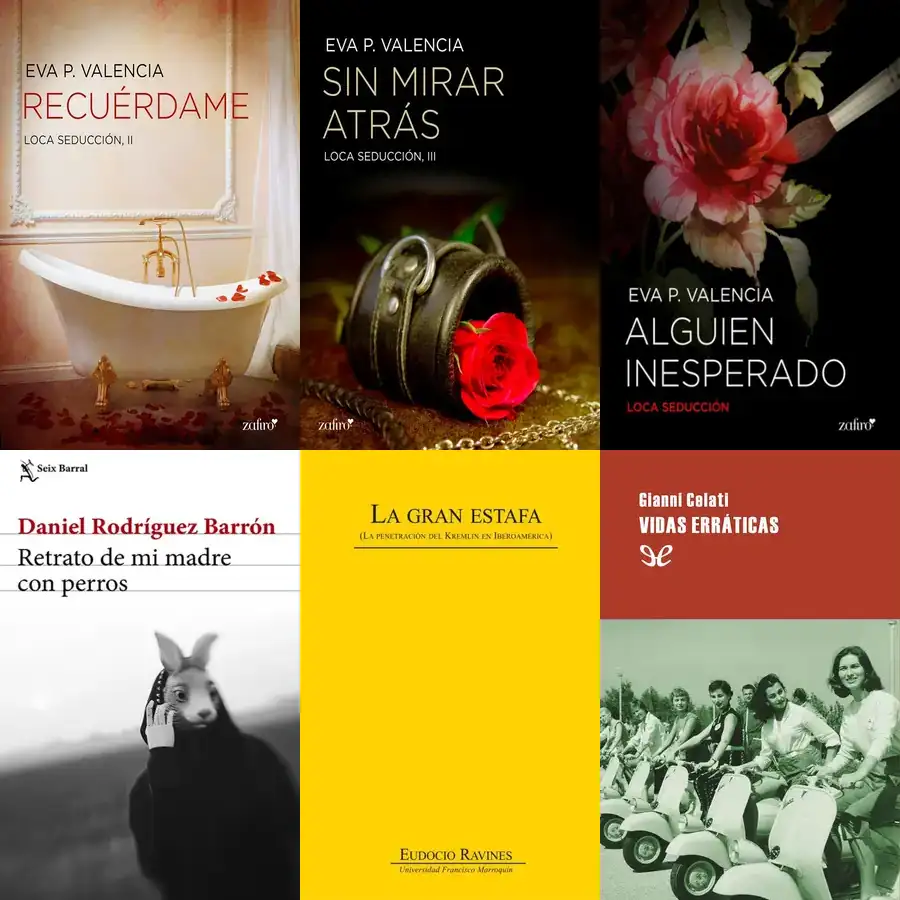 EVA P. VALENCIA
RECUÉRDAME
LOCA SEDUCCIÓN, II
zafiro
EVA P. VALENCIA
SIN MIRAR
ATRÁS
LOCA SEDUCCIÓN, III
zafiro
EVA P. VALENCIA
ALGUIEN
INESPERADO
LOCA SEDUCCIÓN
zafiro
Seix Barral
Daniel Rodríguez Barrón
Retrato de mi madre
con perros
LA GRAN ESTAFA
(LA PENETRACIÓN DEL KREMLIN EN IBEROAMÉRICA)
EUDOCIO RAVINES
Universidad Francisco Marroquín
Gianni Celati
VIDAS ERRÁTICAS